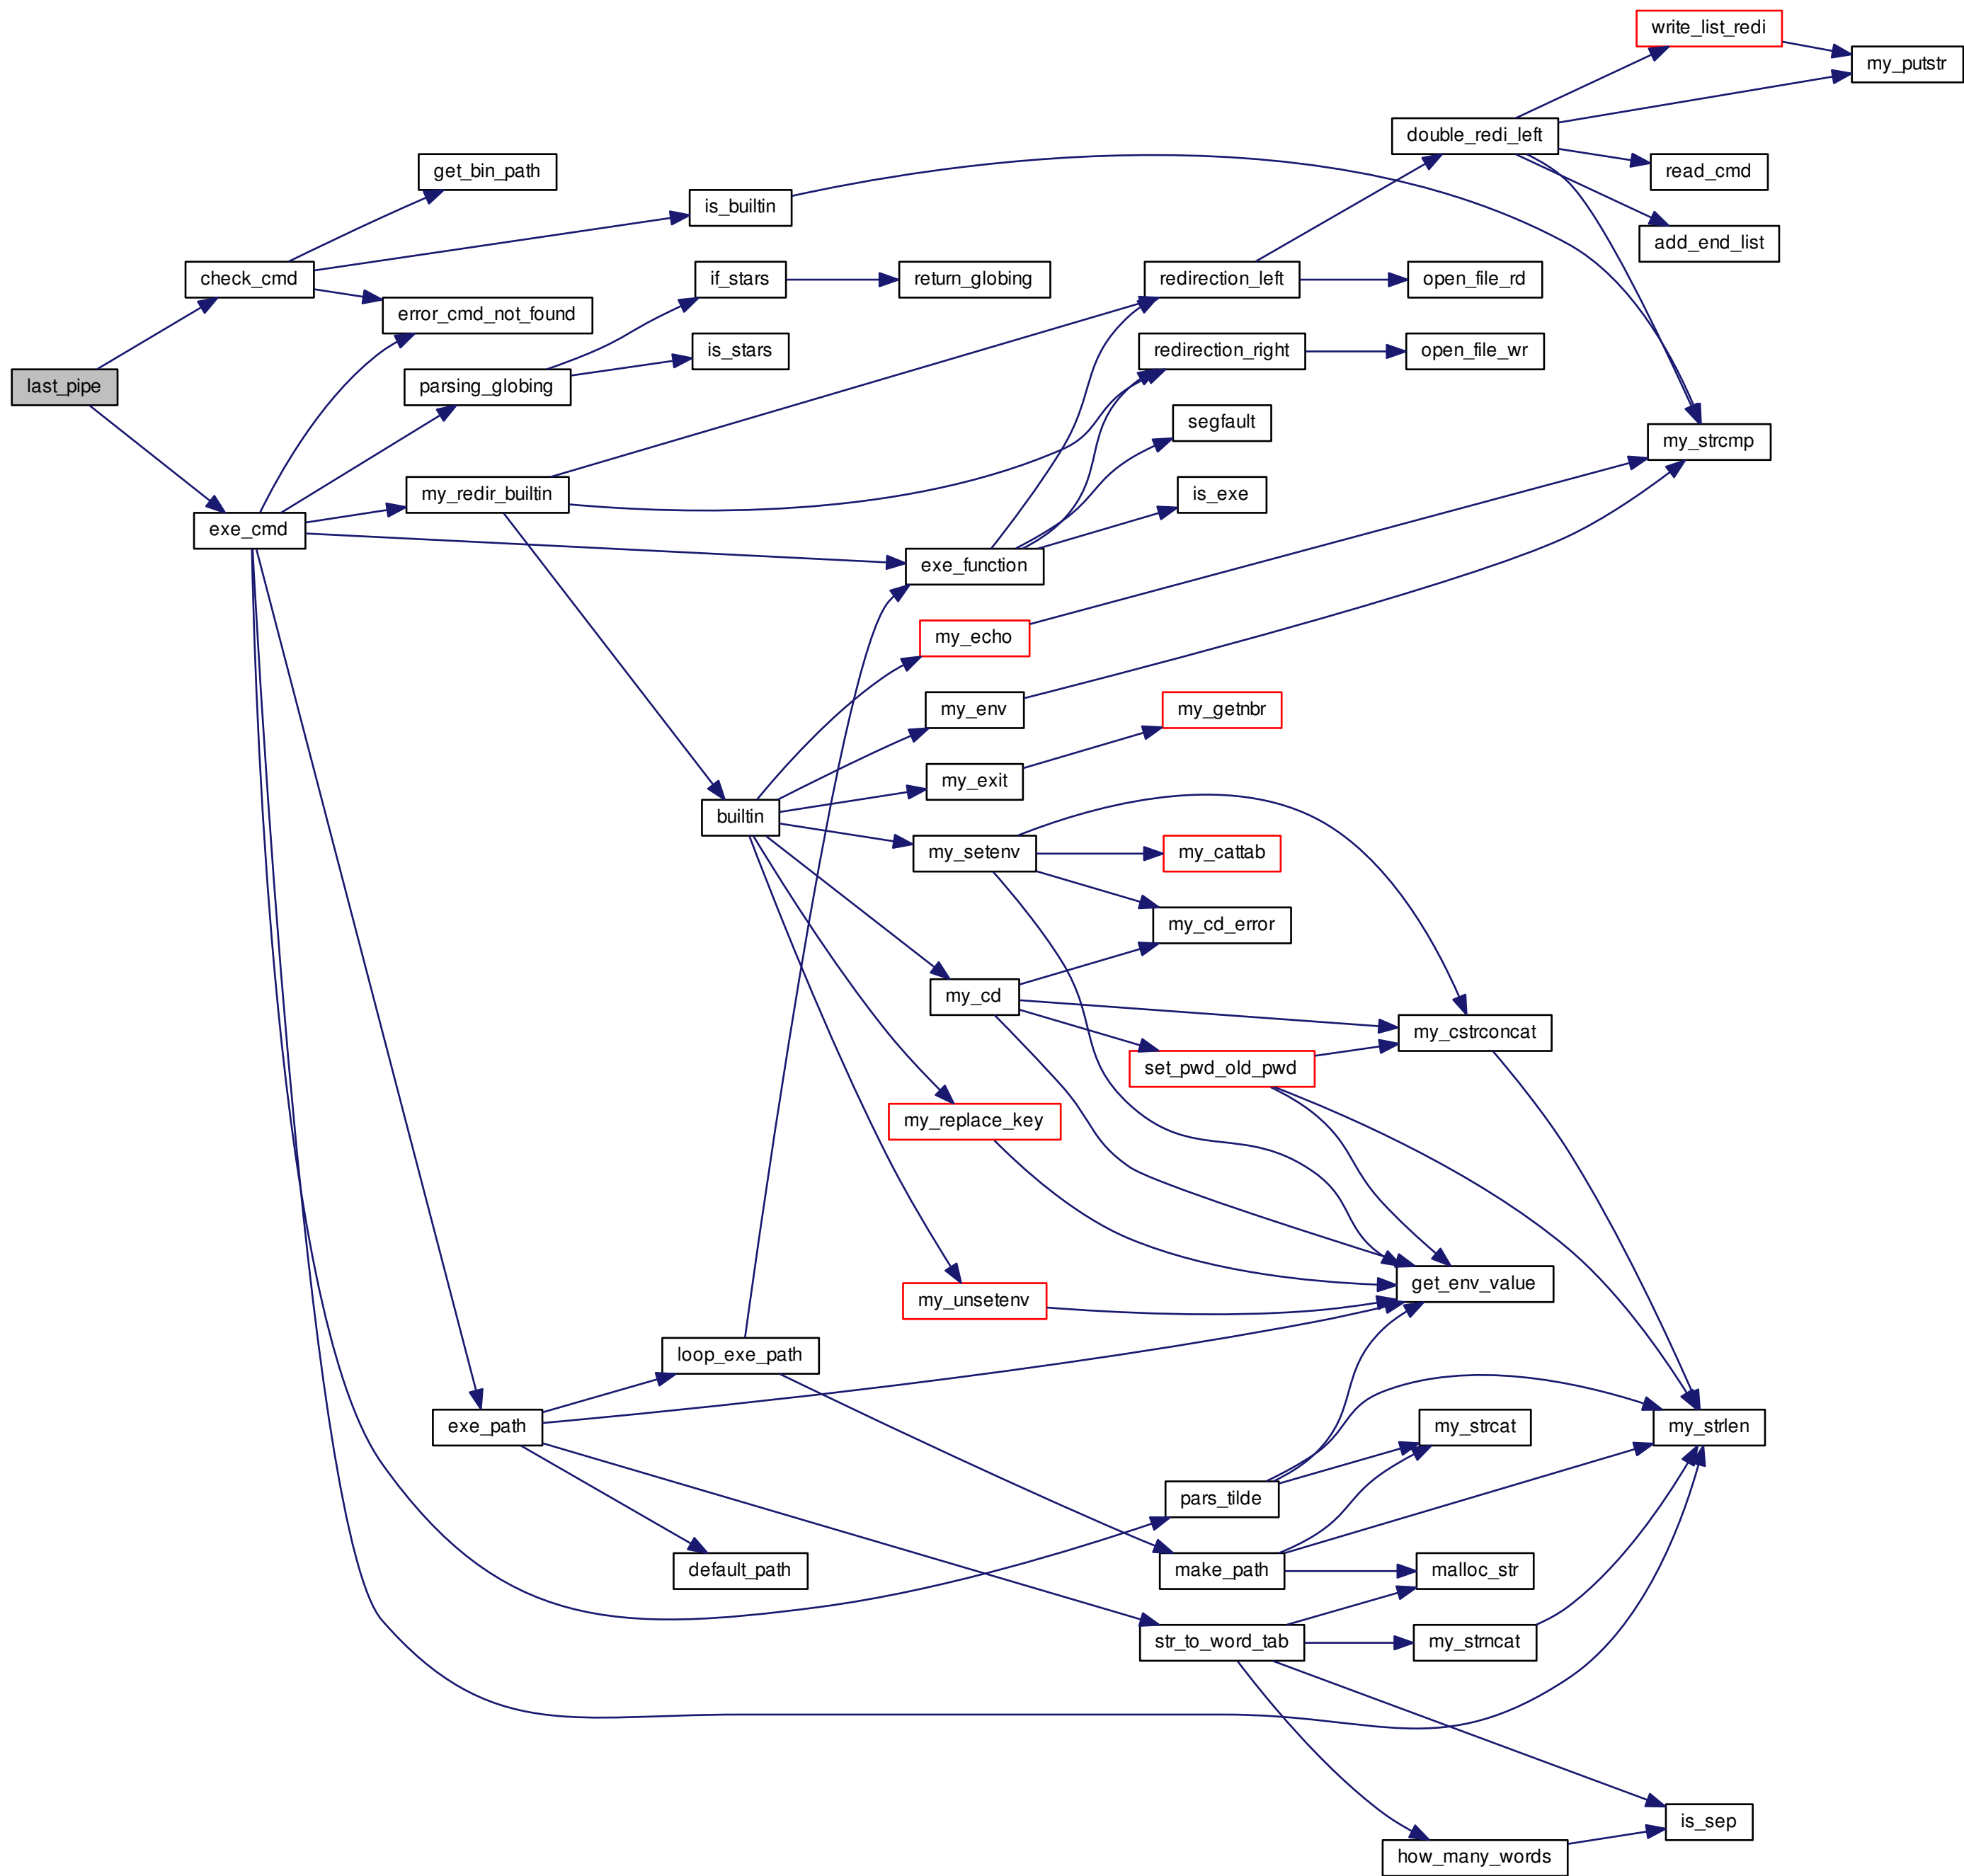 write_list_redi
my_putstr
double_redi_left
get_bin_path
read_cmd
is_builtin
add_end_list
check_cmd
if_stars
return_globing
redirection_left
open_file_rd
error_cmd_not_found
is_stars
redirection_right
open_file_wr
last_pipe
parsing_globing
segfault
my_strcmp
my_redir_builtin
is_exe
exe_cmd
exe_function
my_echo
my_env
my_getnbr
my_exit
builtin
my_setenv
my_cattab
my_cd_error
my_cd
my_cstrconcat
set_pwd_old_pwd
my_replace_key
get_env_value
my_unsetenv
loop_exe_path
exe_path
my_strcat
my_strlen
pars_tilde
default_path
make_path
malloc_str
str_to_word_tab
my_strncat
is_sep
how_many_words